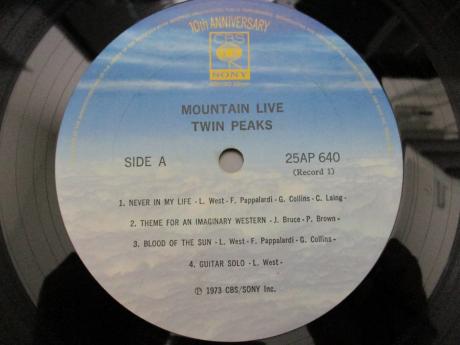 10th ANNIVERSARY
CBS
SONY
MOUNTAIN LIVE
TWIN PEAKS
SIDE A
25AP 640
(Record 1)
1. NEVER IN MY LIFE - L. West - F. Pappalardi - G. Collins - C. Laing -
2. THEME FOR AN IMAGINARY WESTERN - J. Bruce - P. Brown -
3. BLOOD OF THE SUN - L. West - F. Pappalardi - G. Collins -
4. GUITAR SOLO - L. West -
℗ 1973 CBS/SONY Inc.